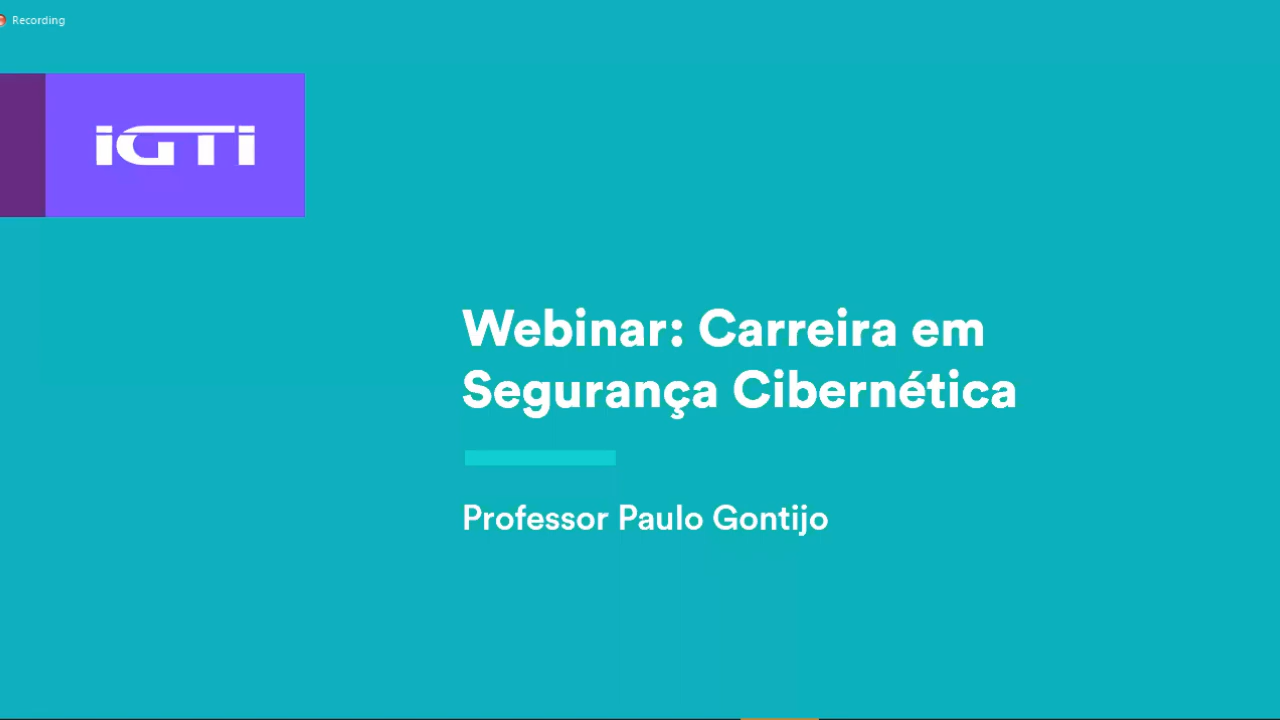 Recording
iGTi
Webinar: Carreira em
Segurança Cibernética
Professor Paulo Gontijo